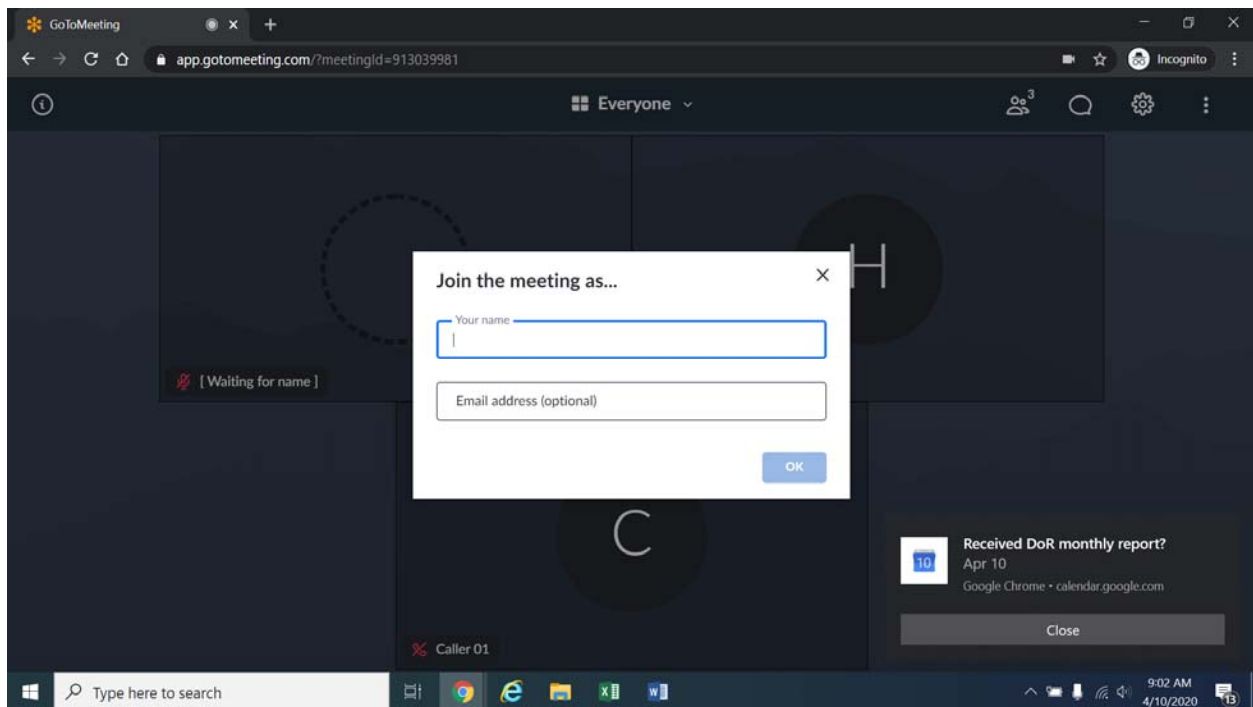 GoToMeeting
app.gotomeeting.com/?meetingId=913039981
Incognito
Everyone
3
H
Join the meeting as...
Your name
Email address (optional)
OK
[ Waiting for name ]
C
Caller 01
10
Received DoR monthly report?
Apr 10
Google Chrome • calendar.google.com
Close
Type here to search
9:02 AM
4/10/2020
13